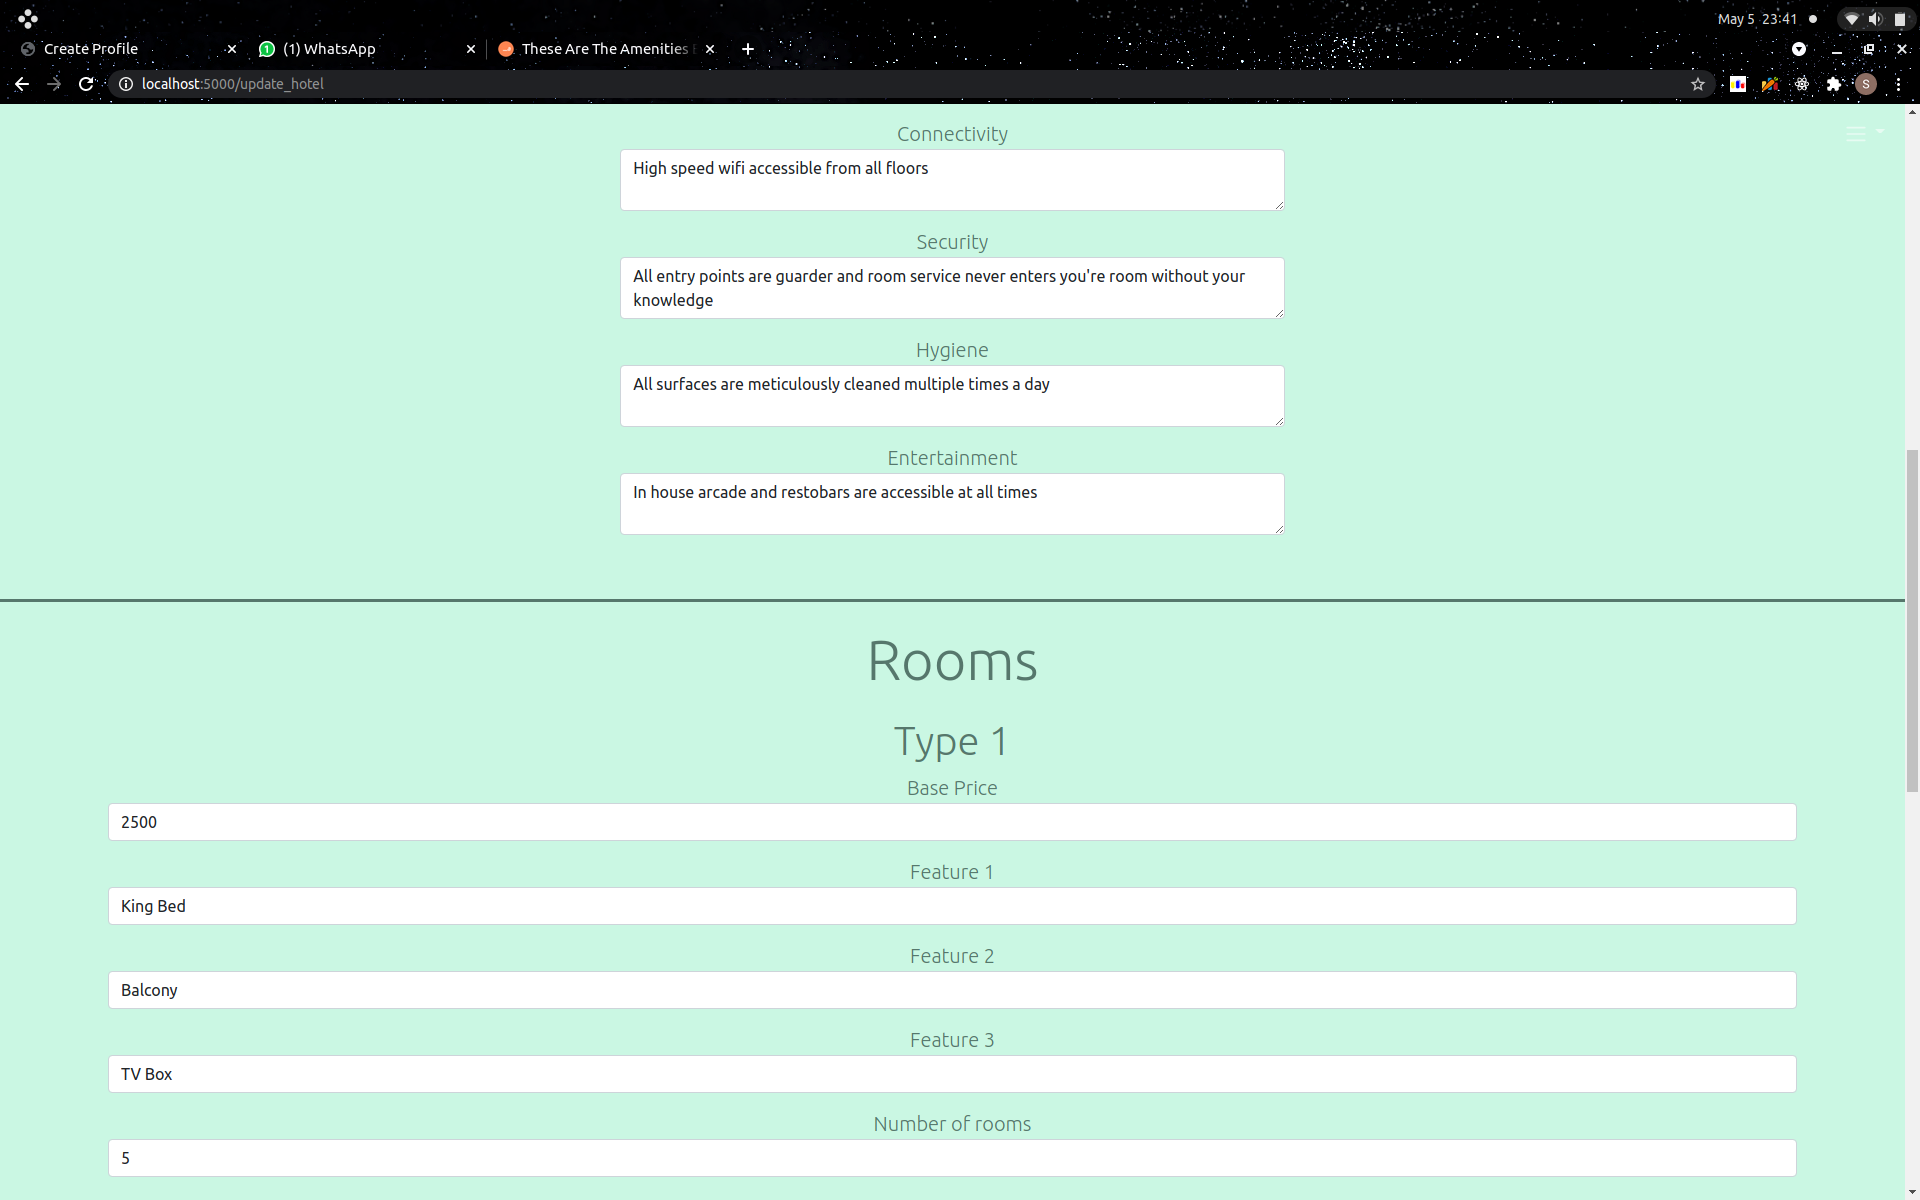 May 5 23:41
Create Profile
(1) WhatsApp
These Are The Amenities
localhost:5000/update_hotel
S
Connectivity
High speed wifi accessible from all floors
Security
All entry points are guarder and room service never enters you're room without your
knowledge
Hygiene
All surfaces are meticulously cleaned multiple times a day
Entertainment
In house arcade and restobars are accessible at all times
Rooms
Type 1
Base Price
2500
Feature 1
King Bed
Feature 2
Balcony
Feature 3
TV Box
Number of rooms
5